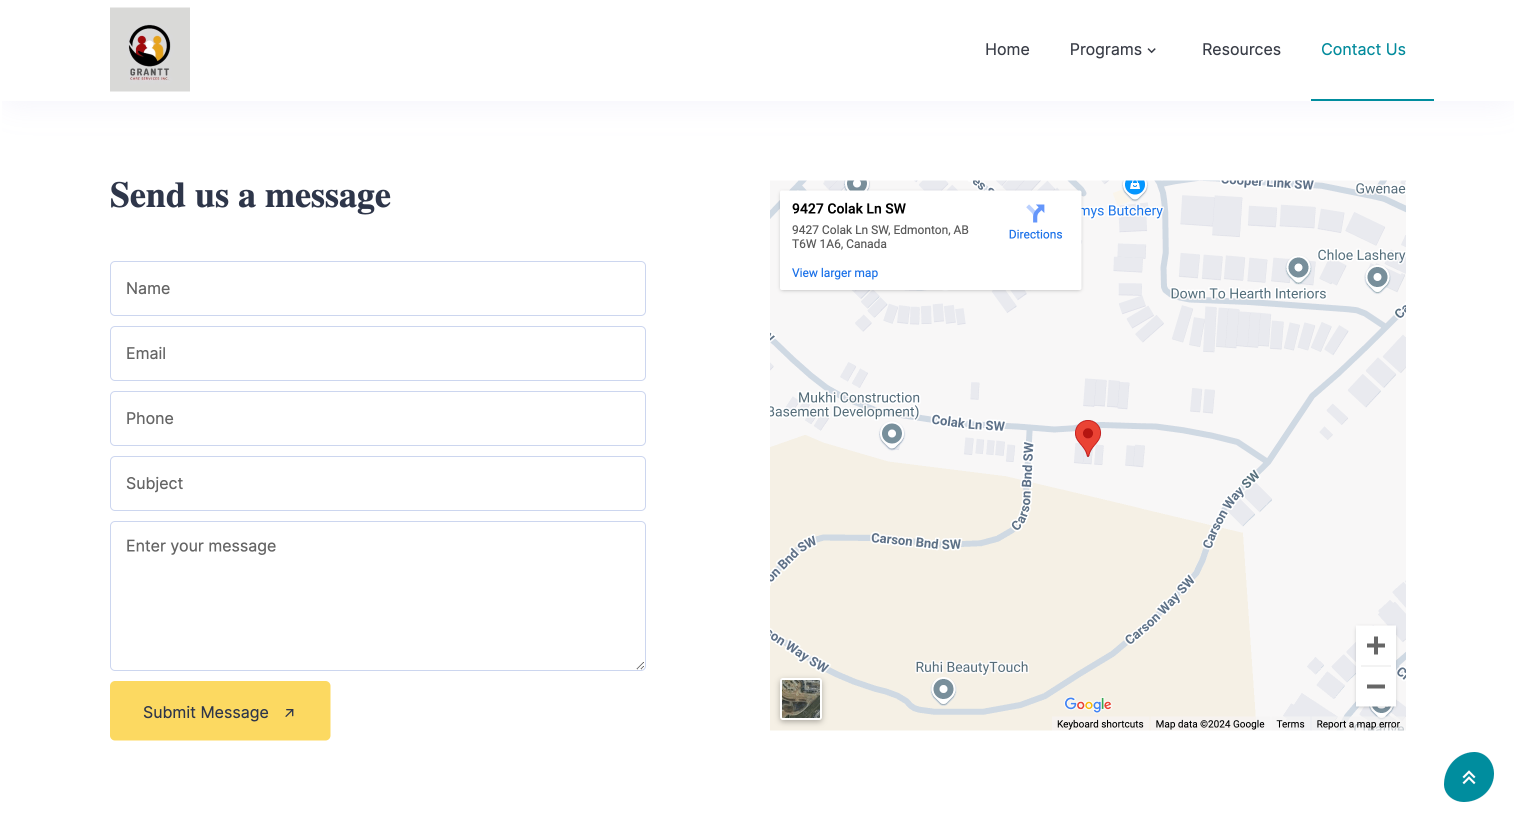 GRANTT
CARE SERVICES INC.
Home
Programs
Resources
Contact Us
Send us a message
Name
Email
Phone
Subject
Enter your message
Submit Message
9427 Colak Ln SW
9427 Colak Ln SW, Edmonton, AB
T6W 1A6, Canada
Directions
View larger map
Cooper Link SW
Gwenae
mys Butchery
Chloe Lashery
Down To Hearth Interiors
Mukhi Construction
Basement Development)
Colak Ln SW
Carson Bnd SW
Carson Way SW
Carson Bnd SW
on Bnd SW
Carson Way SW
on Way SW
Ruhi BeautyTouch
Google
Keyboard shortcuts
Map data ©2024 Google
Terms
Report a map error